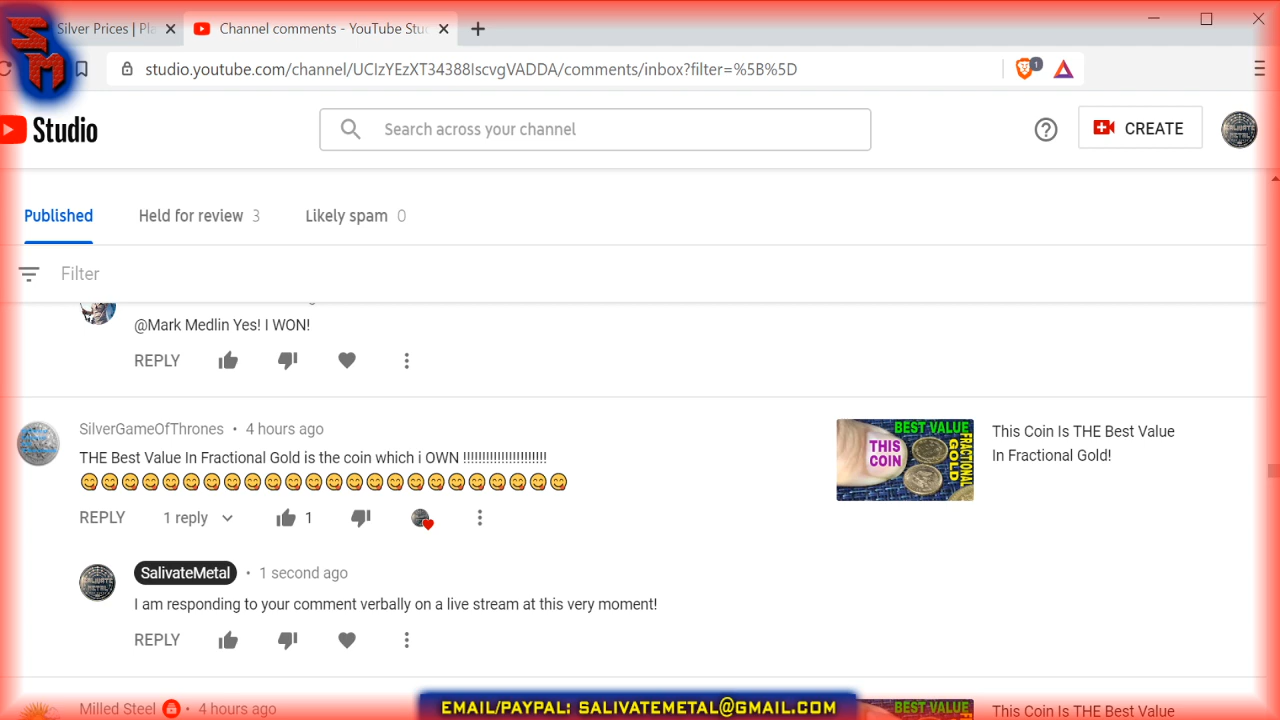 SM
Silver Prices | Pla
Channel comments - YouTube Stu
studio.youtube.com/channel/UCIzYEzXT34388IscvgVADDA/comments/inbox?filter=%5B%5D
1
Studio
Search across your channel
CREATE
Published
Held for review 3
Likely spam 0
Filter
@Mark Medlin Yes! I WON!
REPLY
SilverGameOfThrones • 4 hours ago
THE Best Value In Fractional Gold is the coin which i OWN !!!!!!!!!!!!!!!!!!!!!!
😋😋😋😋😋😋😋😋😋😋😋😋😋😋😋😋😋😋😋😋😋😋😋😋
BEST VALUE
THIS
COIN
FRACTIONAL
GOLD
This Coin Is THE Best Value
In Fractional Gold!
REPLY 1 reply 1
SalivateMetal • 1 second ago
I am responding to your comment verbally on a live stream at this very moment!
REPLY
Milled Steel • 4 hours ago
BEST VALUE
This Coin Is THE Best Value
EMAIL/PAYPAL: SALIVATEMETAL@GMAIL.COM